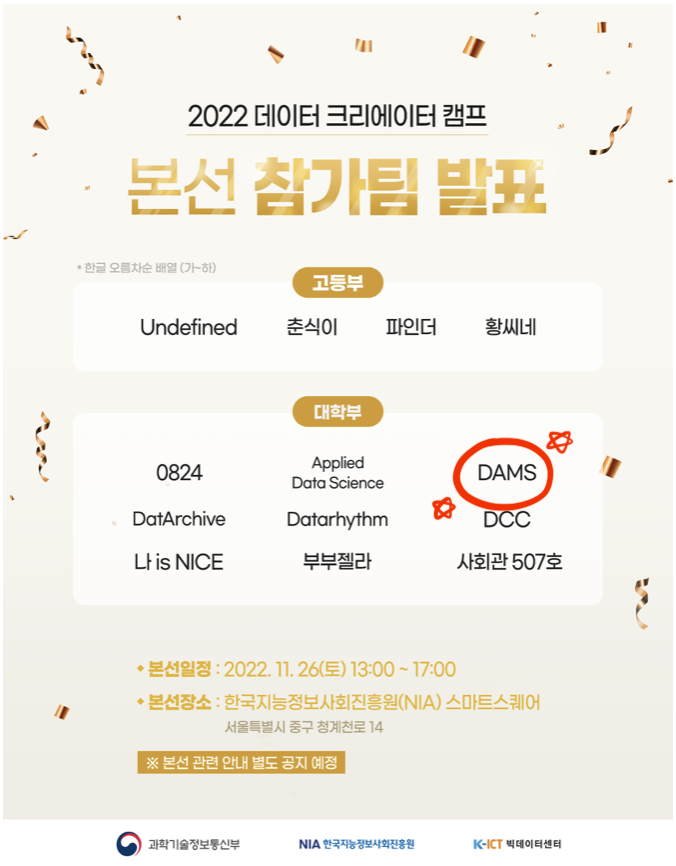 2022 데이터 크리에이터 캠프
본선 참가팀 발표
* 한글 오름차순 배열 (가~하)
고등부
Undefined 춘식이 파인더 황씨네
대학부
0824 Applied Data Science DAMS
DatArchive Datarhythm DCC
나 is NICE 부부젤라 사회관 507호
본선일정 : 2022. 11. 26(토) 13:00 ~ 17:00
본선장소 : 한국지능정보사회진흥원(NIA) 스마트스퀘어
서울특별시 중구 청계천로 14
※ 본선 관련 안내 별도 공지 예정
과학기술정보통신부 NIA 한국지능정보사회진흥원 K-ICT 빅데이터센터